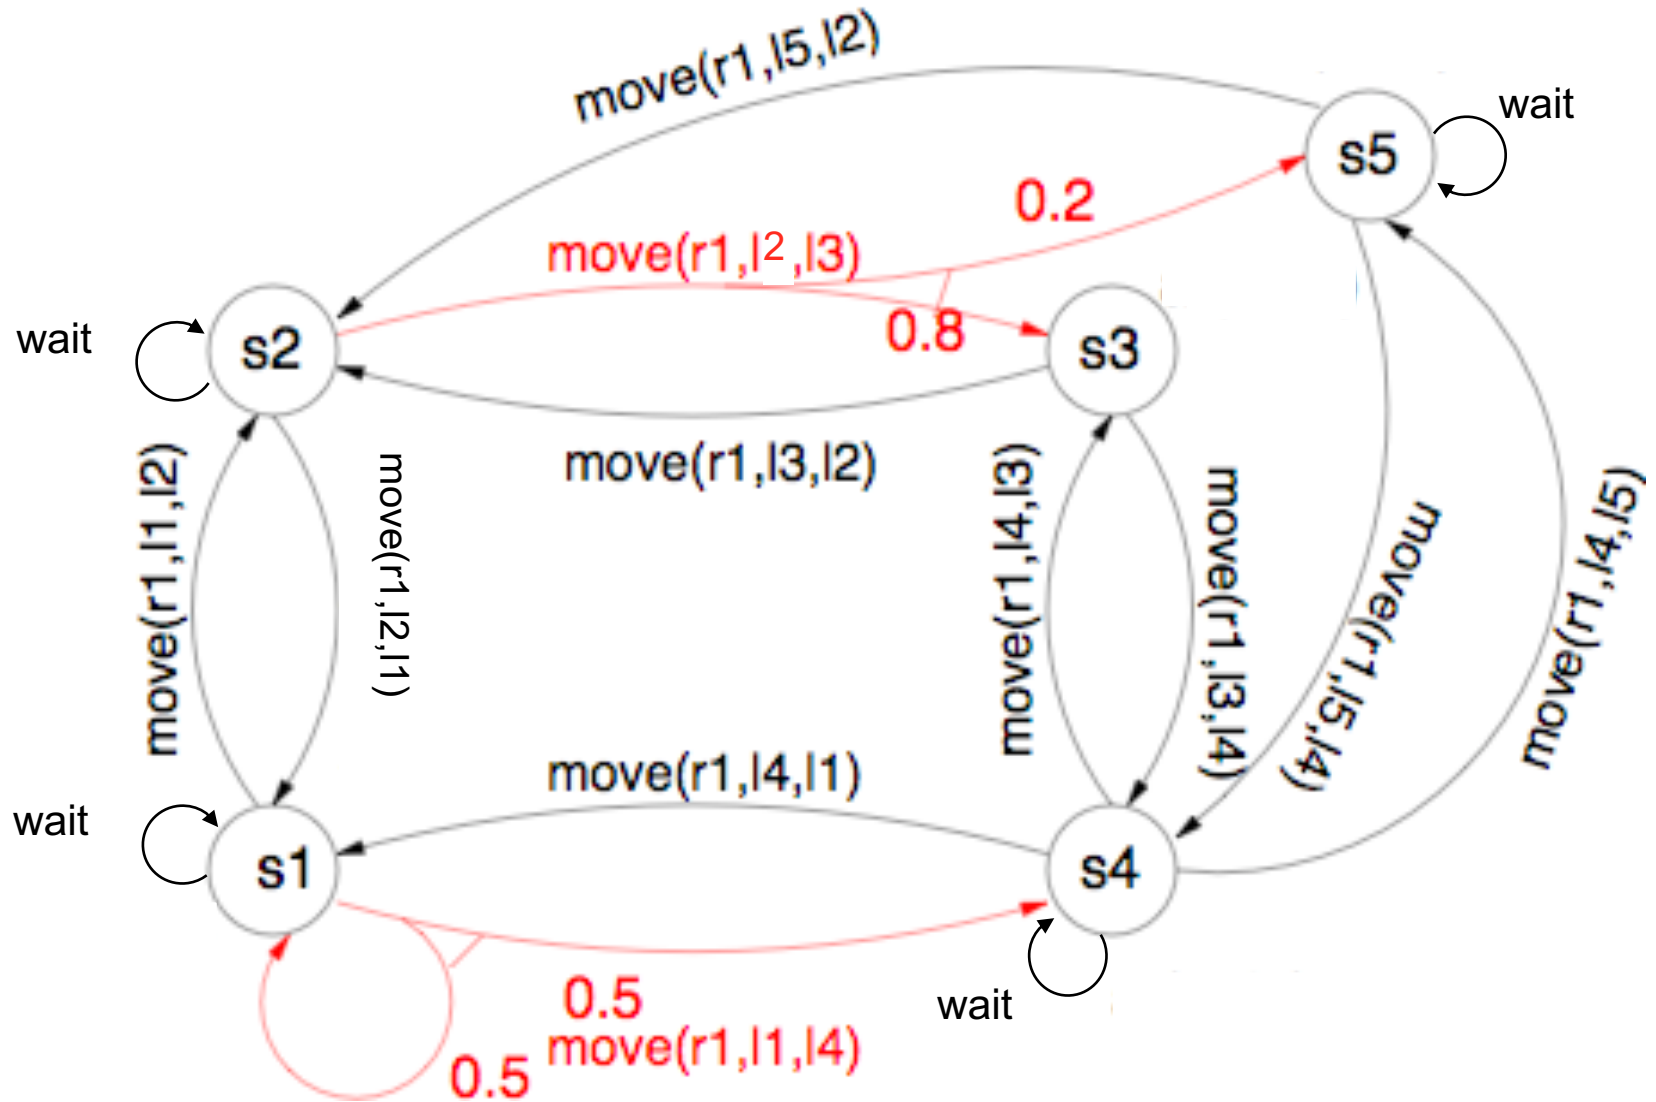 move(r1,l5,l2)
wait
s5
0.2
move(r1,l2,l3)
0.8
wait
s2
s3
move(r1,l3,l2)
move(r1,l1,l2)
move(r1,l2,l1)
move(r1,l4,l3)
move(r1,l3,l4)
move(r1,l5,l4)
move(r1,l4,l5)
move(r1,l4,l1)
wait
s1
s4
wait
0.5
move(r1,l1,l4)
0.5